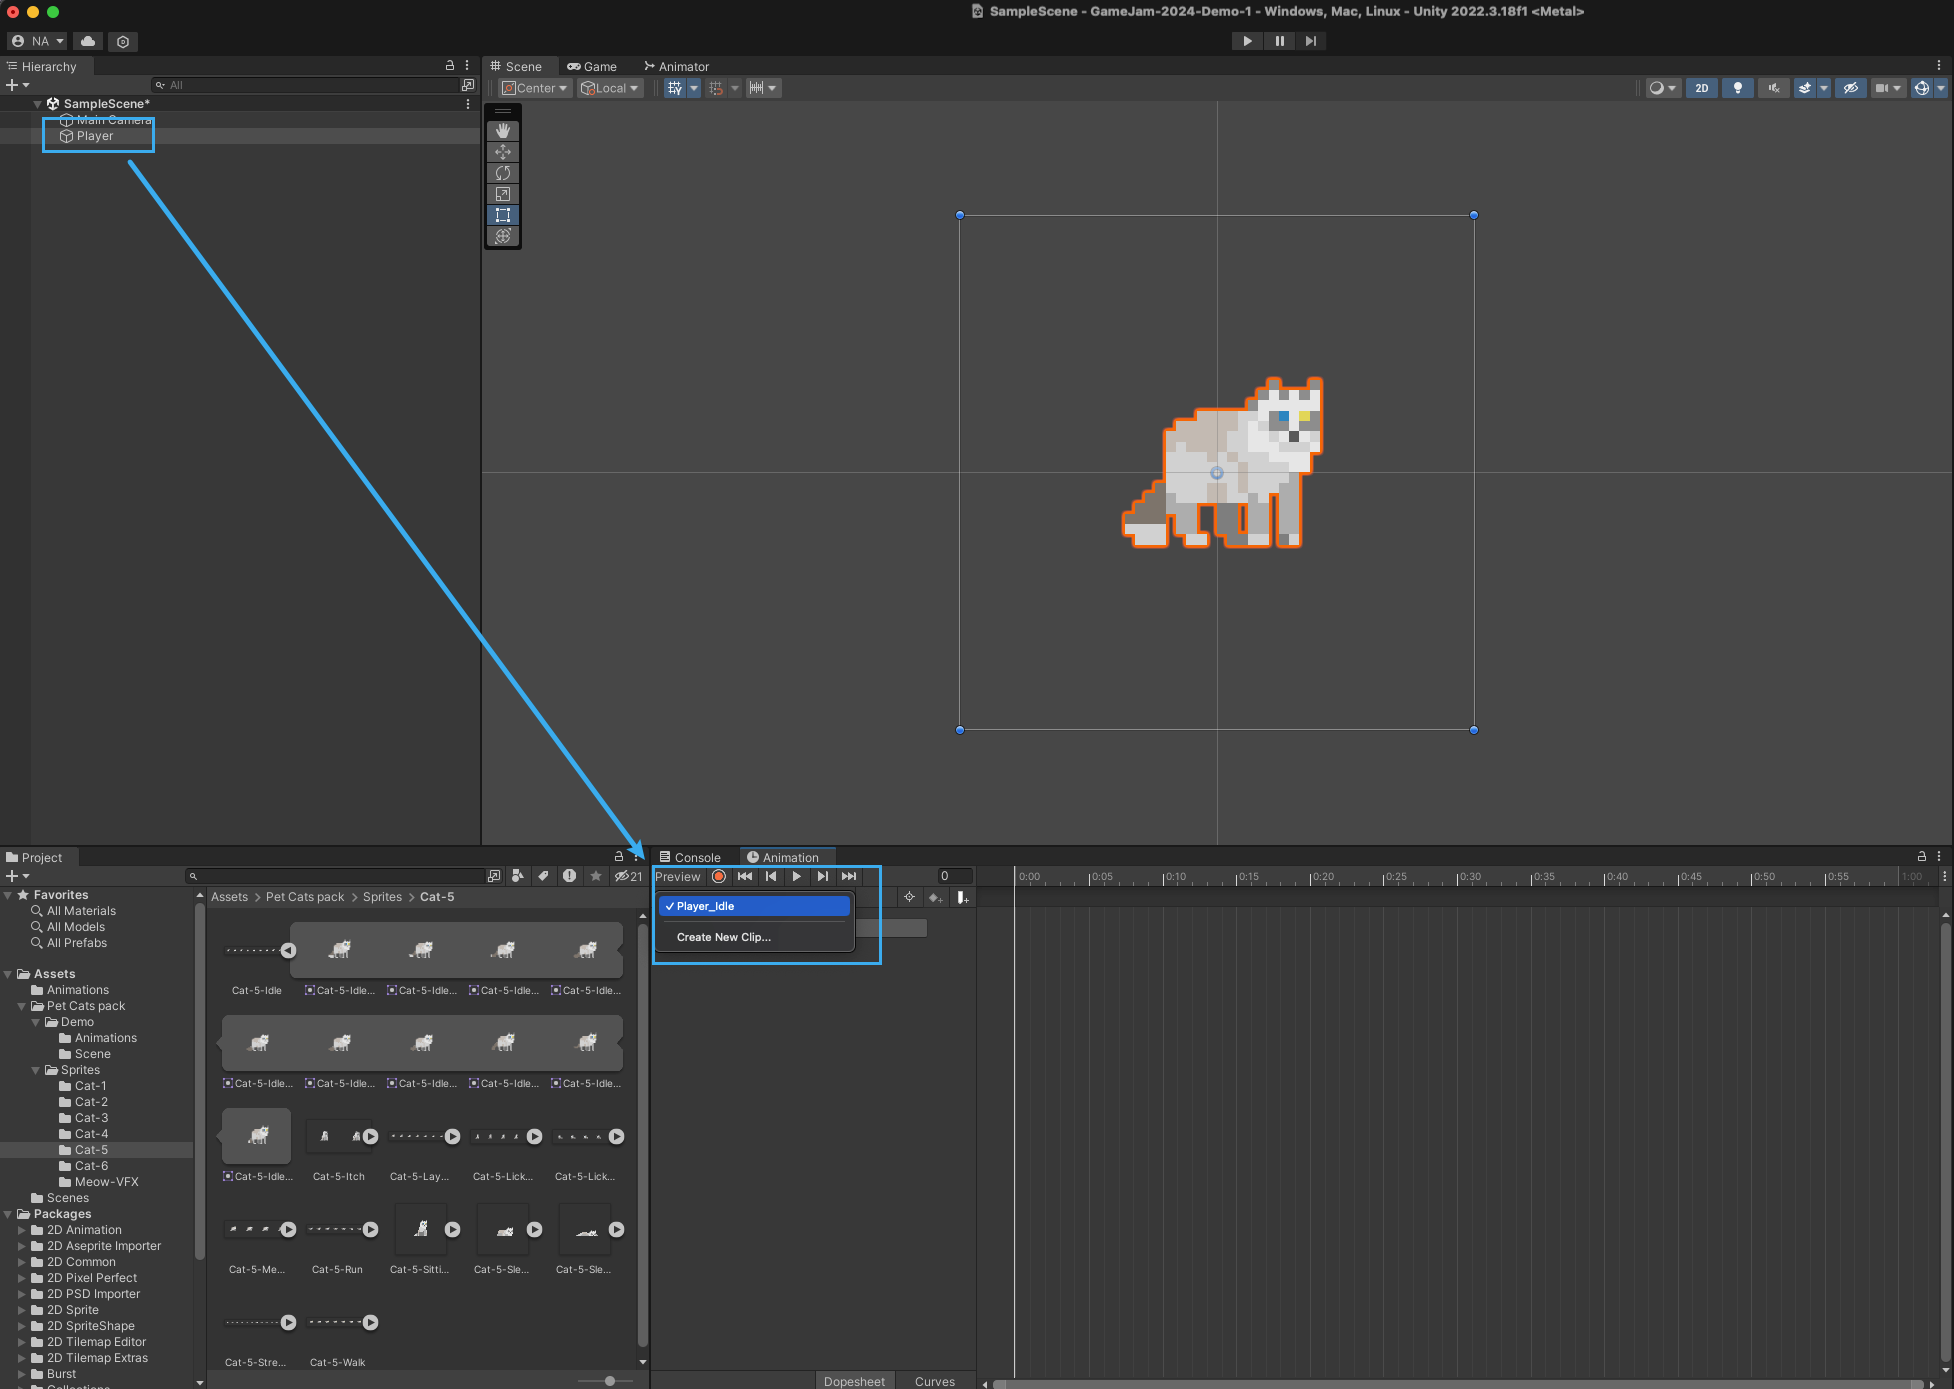 SampleScene - GameJam-2024-Demo-1 - Windows, Mac, Linux - Unity 2022.3.18f1 <Metal>
NA
Hierarchy
All
SampleScene*
Main Camera
Player
Scene
Game
Animator
Center
Local
2D
Project
21
Favorites
All Materials
All Models
All Prefabs
Assets
Animations
Pet Cats pack
Demo
Animations
Scene
Sprites
Cat-1
Cat-2
Cat-3
Cat-4
Cat-5
Cat-6
Meow-VFX
Scenes
Packages
2D Animation
2D Aseprite Importer
2D Common
2D Pixel Perfect
2D PSD Importer
2D Sprite
2D SpriteShape
2D Tilemap Editor
2D Tilemap Extras
Burst
Collections
Assets > Pet Cats pack > Sprites > Cat-5
Cat-5-Idle
Cat-5-Idle...
Cat-5-Idle...
Cat-5-Idle...
Cat-5-Idle...
Cat-5-Idle...
Cat-5-Idle...
Cat-5-Idle...
Cat-5-Idle...
Cat-5-Idle...
Cat-5-Idle...
Cat-5-Itch
Cat-5-Lay...
Cat-5-Lick...
Cat-5-Lick...
Cat-5-Me...
Cat-5-Run
Cat-5-Sitti...
Cat-5-Sle...
Cat-5-Sle...
Cat-5-Stre...
Cat-5-Walk
Console
Animation
Preview
0
Player_Idle
Create New Clip...
0:00
0:05
0:10
0:15
0:20
0:25
0:30
0:35
0:40
0:45
0:50
0:55
1:00
Dopesheet
Curves